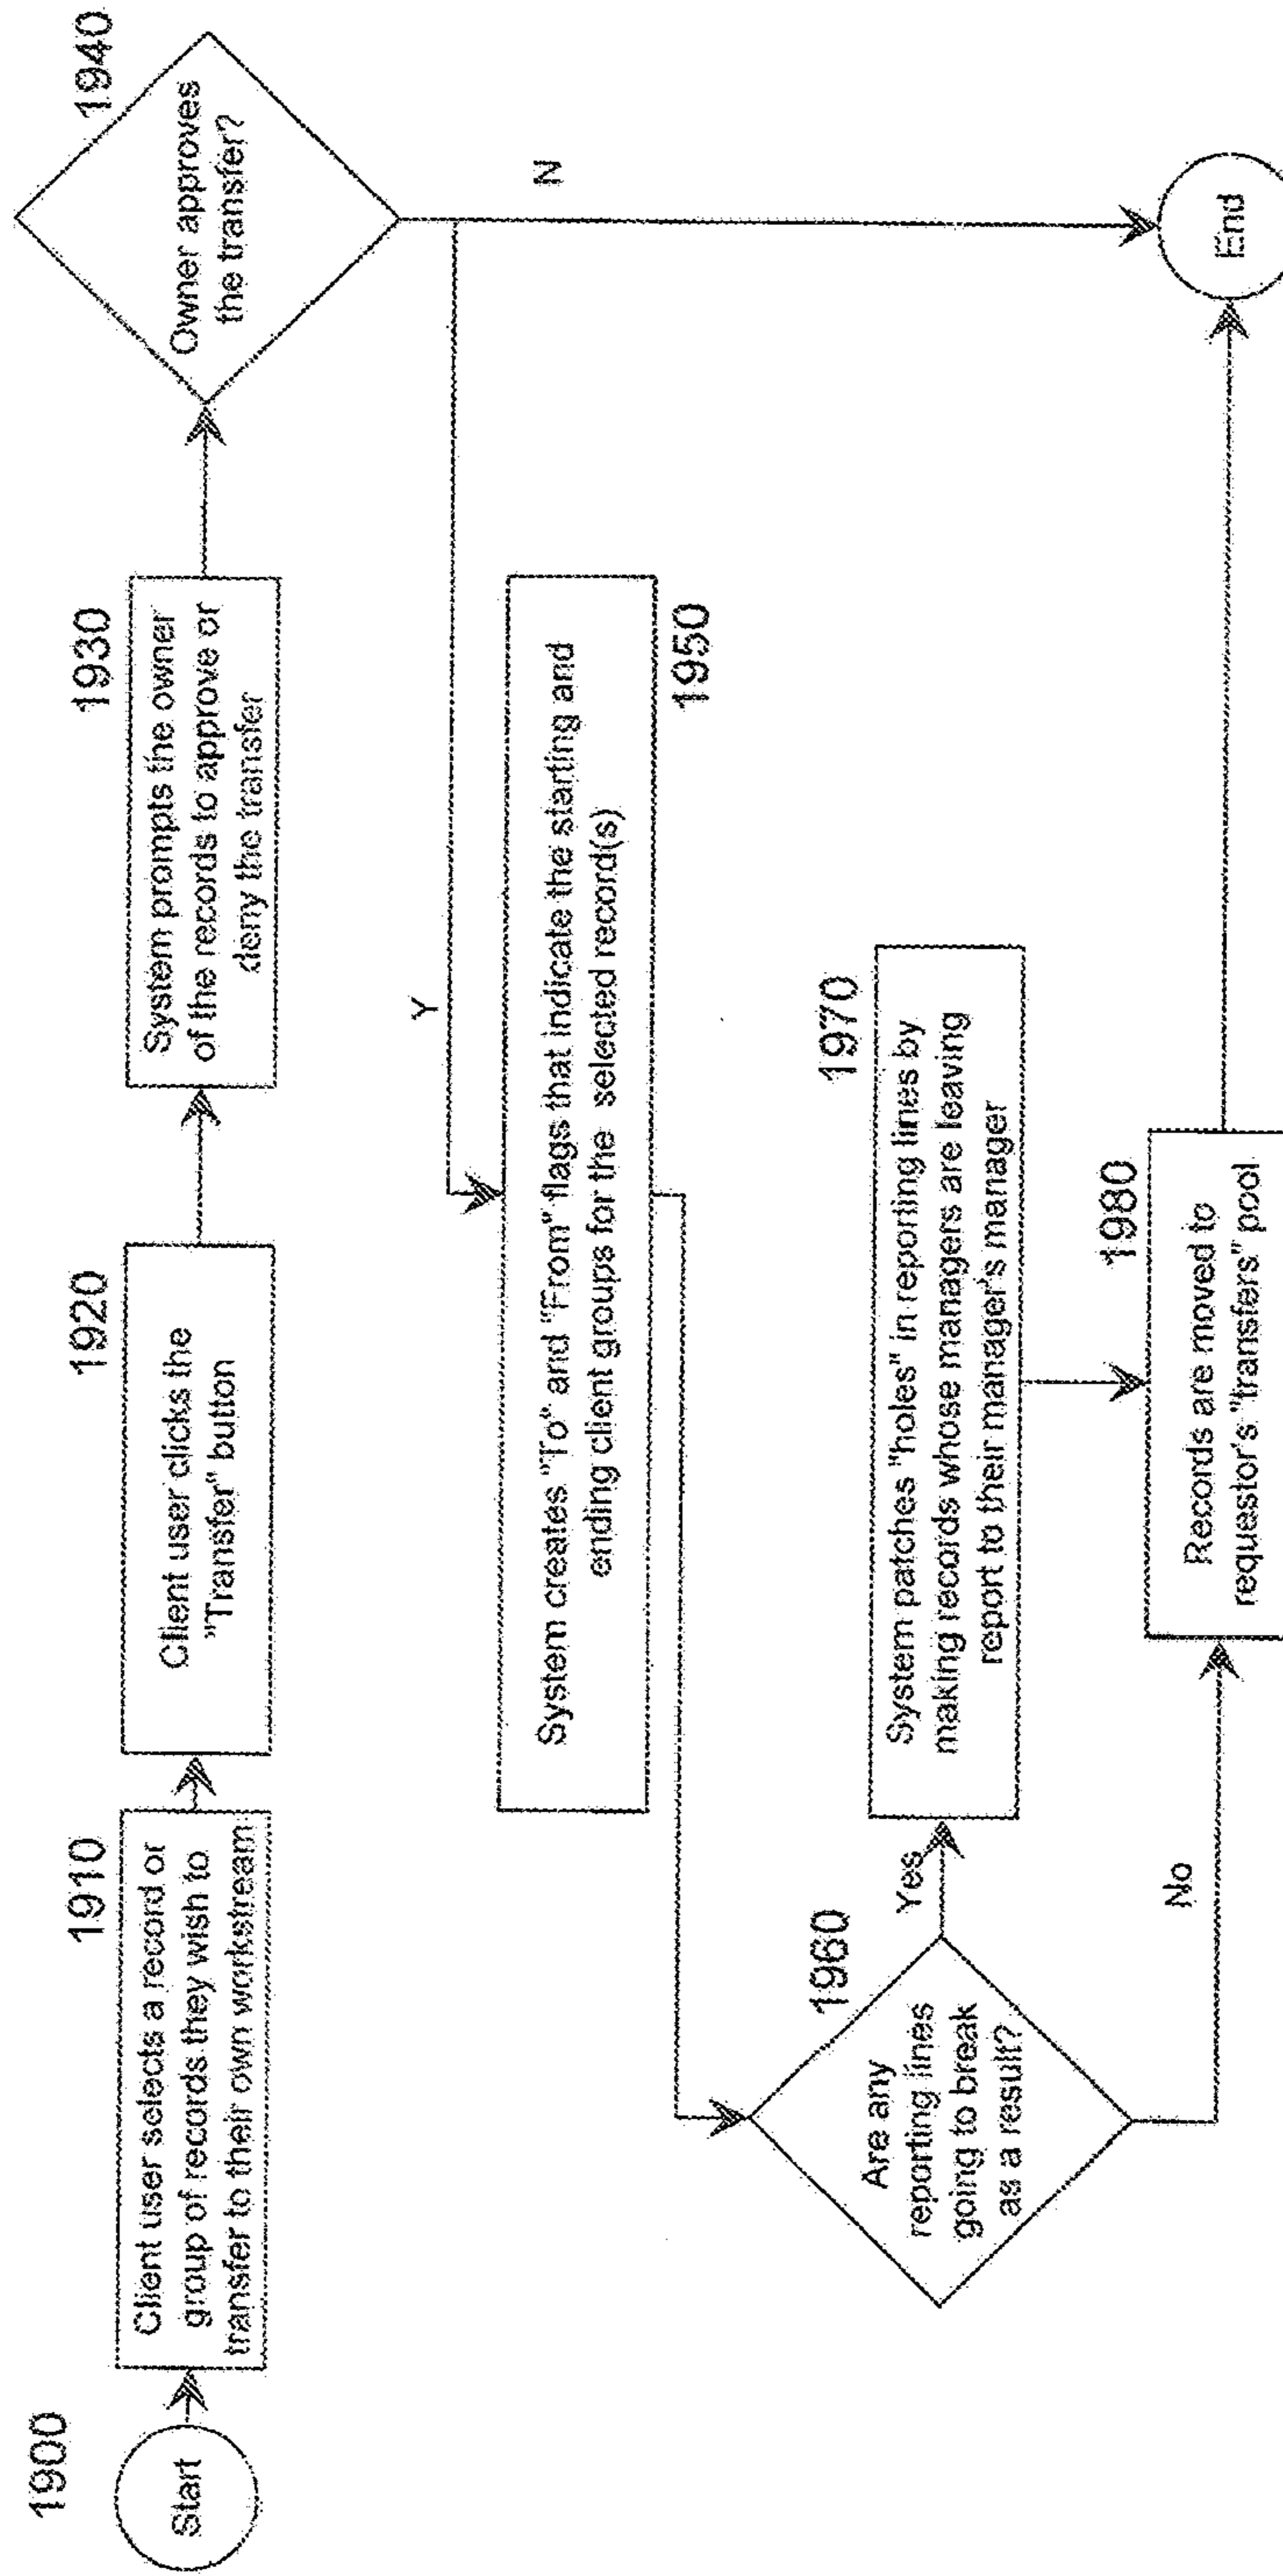 1900
Start
1910
Client user selects a record or
group of records they wish to
transfer to their own workstream
1920
Client user clicks the
"Transfer" button
1930
System prompts the owner
of the records to approve or
deny the transfer
1940
Owner approves
the transfer?
Y
N
System creates "To" and "From" flags that indicate the starting and
ending client groups for the selected record(s)
1950
1960
Are any
reporting lines
going to break
as a result?
Yes
No
1970
System patches "holes" in reporting lines by
making records whose managers are leaving
report to their manager's manager
1980
Records are moved to
requestor's "transfers" pool
End